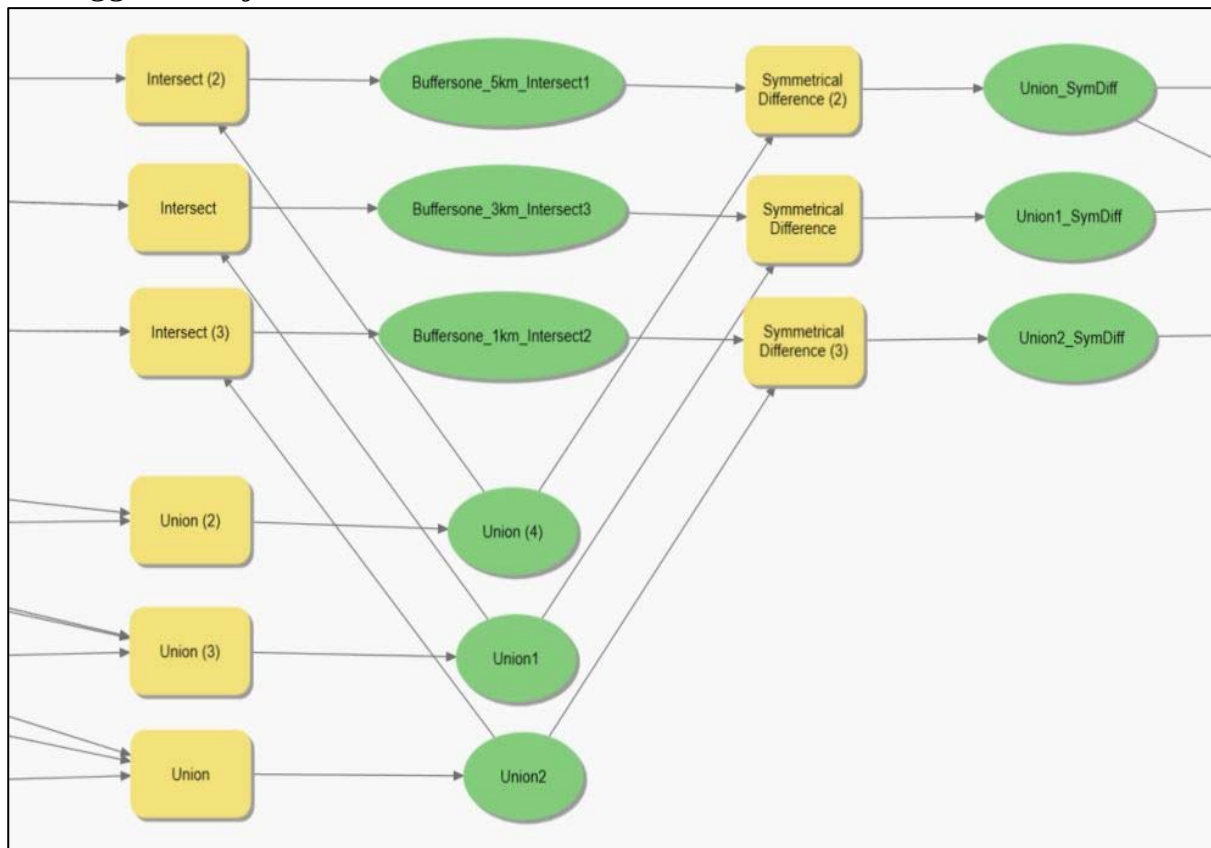 Intersect (2)
Buffersone_5km_Intersect1
Symmetrical
Difference (2)
Union_SymDiff
Intersect
Buffersone_3km_Intersect3
Symmetrical
Difference
Union1_SymDiff
Intersect (3)
Buffersone_1km_Intersect2
Symmetrical
Difference (3)
Union2_SymDiff
Union (2)
Union (4)
Union (3)
Union1
Union
Union2